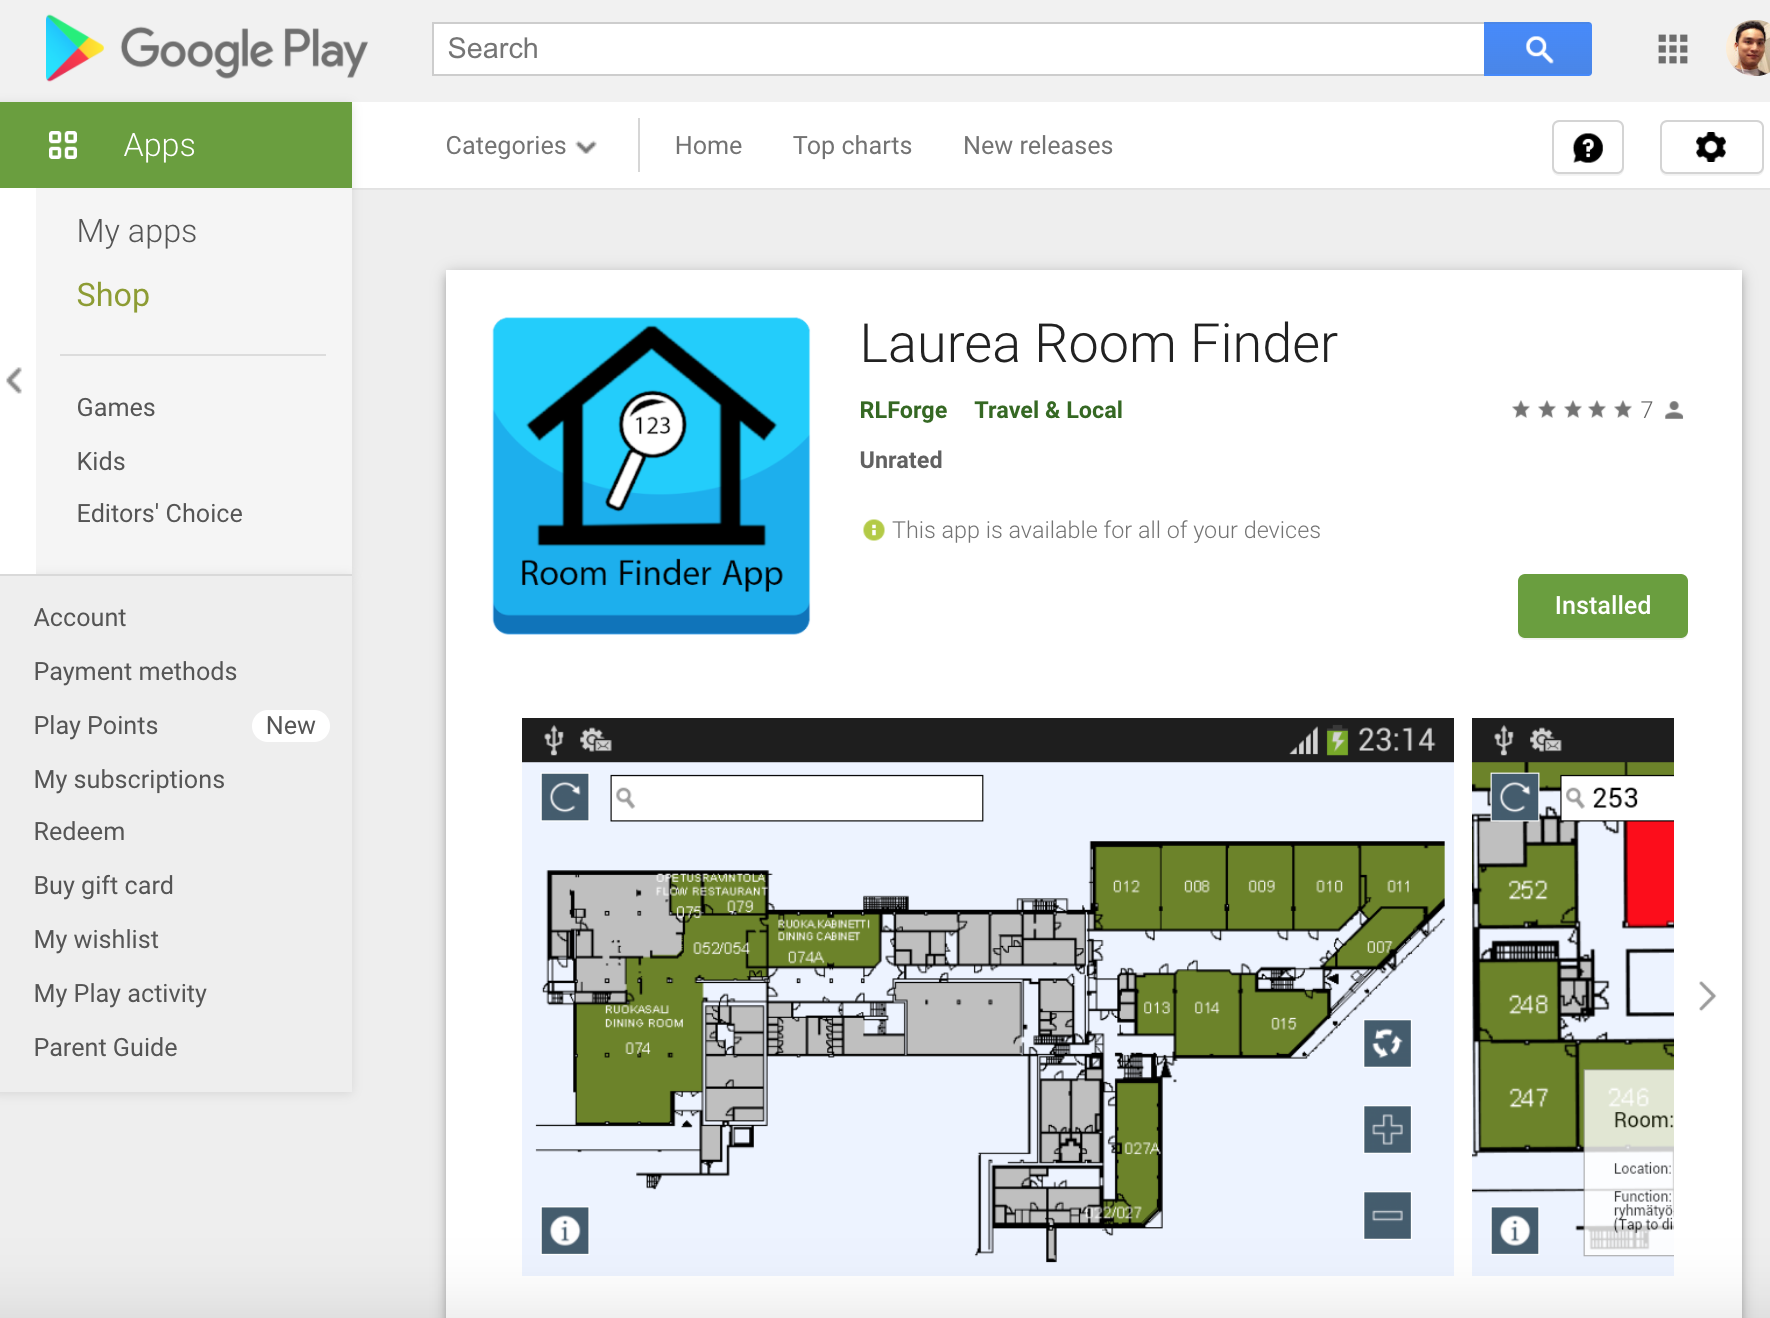 Google Play
Search
Apps
Categories
Home
Top charts
New releases
My apps
Shop
Games
Kids
Editors' Choice
Account
Payment methods
Play Points
New
My subscriptions
Redeem
Buy gift card
My wishlist
My Play activity
Parent Guide
123
Room Finder App
Laurea Room Finder
RLForge Travel & Local
7
Unrated
This app is available for all of your devices
Installed
23:14
OPETUSRAVINTOLA
FLOW RESTAURANT
075
079
052/054
RUOKA.KABINETTI
DINING CABINET
074A
RUOKASALI
DINING ROOM
074
012
008
009
010
011
007
013
014
015
027A
022/027
253
252
248
247
246
Room:
Location:
Function:
ryhmätyö
(Tap to di